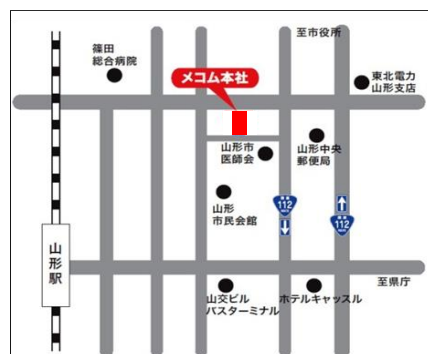 至市役所
篠田
総合病院
メコム本社
東北電力
山形支店
山形市
医師会
山形中央
郵便局
山形
市民会館
112
112
山形駅
至県庁
山交ビル
バスターミナル
ホテルキャッスル